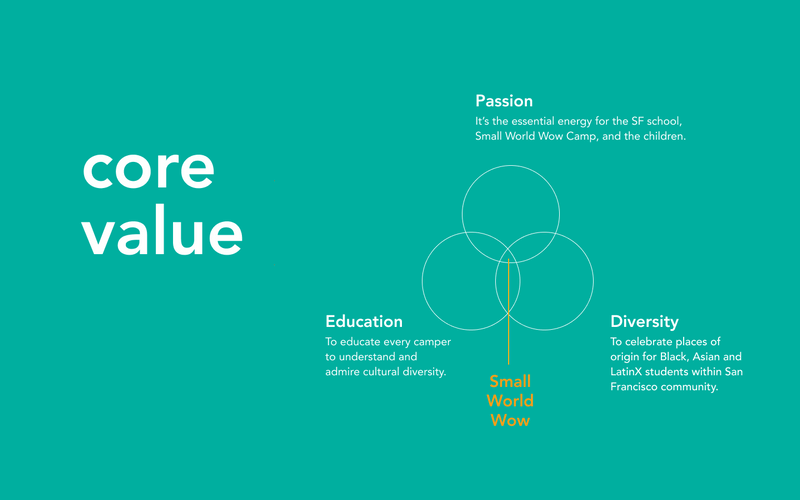 core
value
Passion
It's the essential energy for the SF school,
Small World Wow Camp, and the children.
Education
To educate every camper
to understand and
admire cultural diversity.
Diversity
To celebrate places of
origin for Black, Asian and
LatinX students within San
Francisco community.
Small
World
Wow